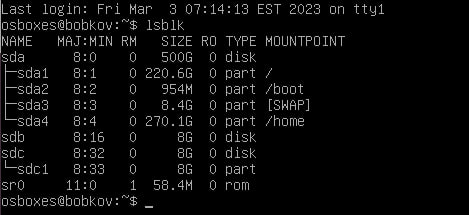 Last login: Fri Mar  3 07:14:13 EST 2023 on tty1
osboxes@bobkov:~$ lsblk
NAME   MAJ:MIN RM   SIZE RO TYPE MOUNTPOINT
sda      8:0    0   500G  0 disk
├─sda1   8:1    0 220.6G  0 part /
├─sda2   8:2    0   954M  0 part /boot
├─sda3   8:3    0   8.4G  0 part [SWAP]
└─sda4   8:4    0 270.1G  0 part /home
sdb      8:16   0     8G  0 disk
sdc      8:32   0     8G  0 disk
└─sdc1   8:33   0     8G  0 part
sr0     11:0    1  58.4M  0 rom
osboxes@bobkov:~$ _